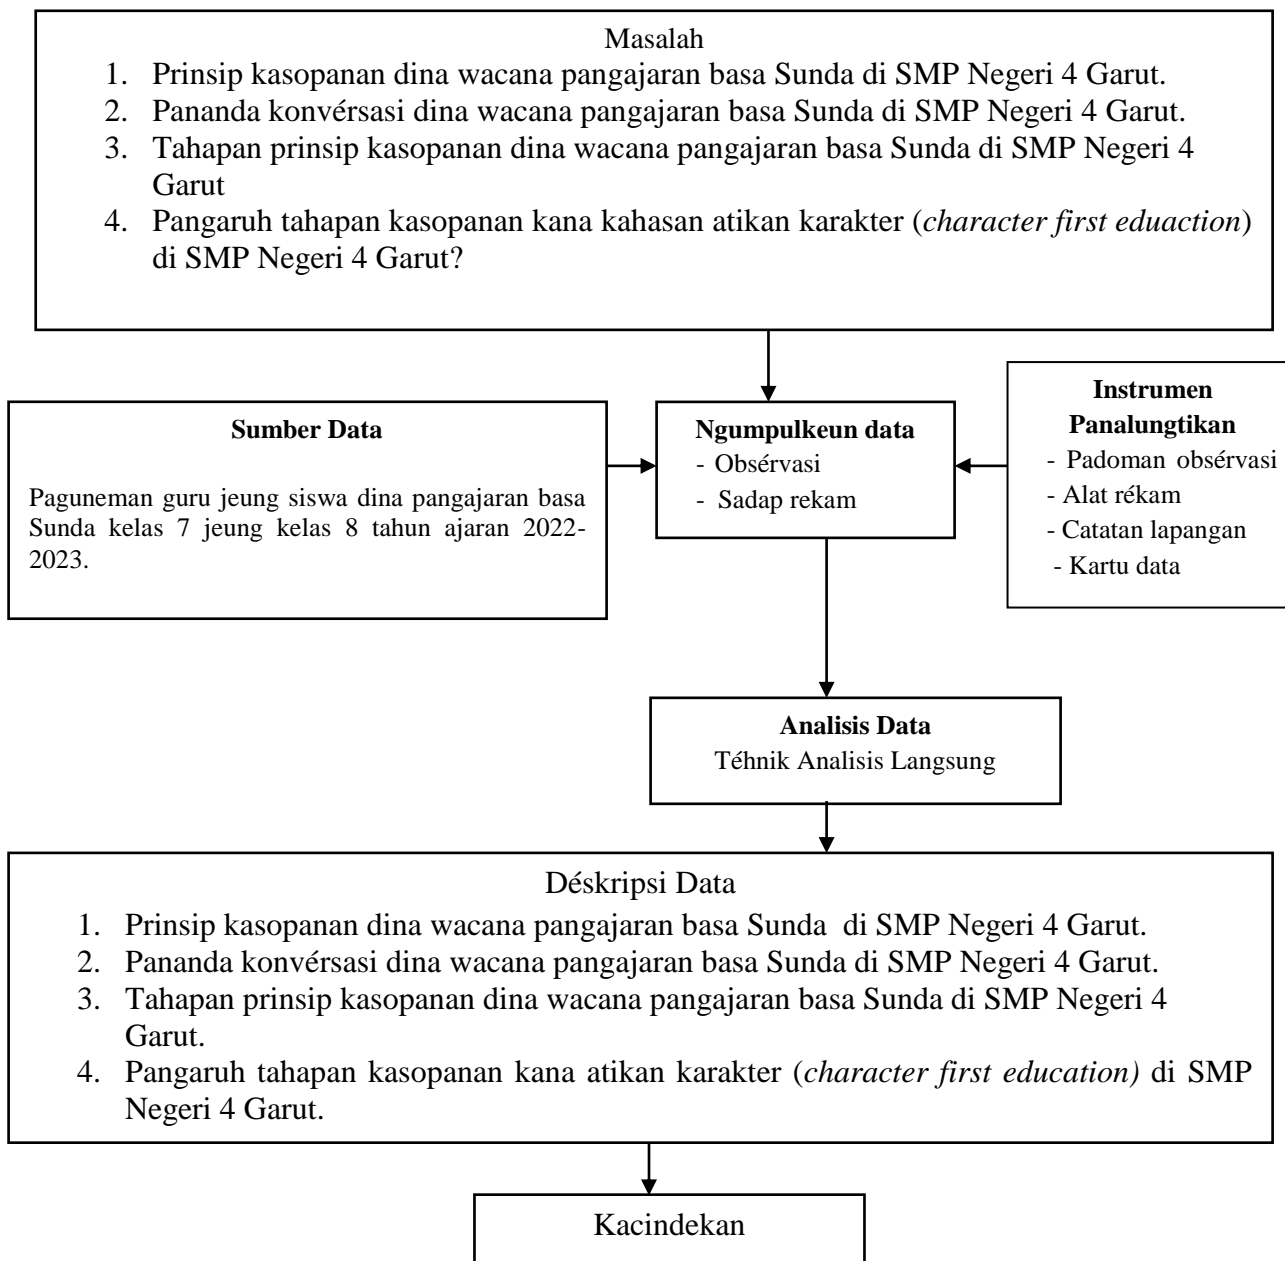 Masalah
1. Prinsip kasopanan dina wacana pangajaran basa Sunda di SMP Negeri 4 Garut.
2. Pananda konvérsasi dina wacana pangajaran basa Sunda di SMP Negeri 4 Garut.
3. Tahapan prinsip kasopanan dina wacana pangajaran basa Sunda di SMP Negeri 4
Garut
4. Pangaruh tahapan kasopanan kana kahasan atikan karakter (character first eduaction)
di SMP Negeri 4 Garut?
Sumber Data
Paguneman guru jeung siswa dina pangajaran basa
Sunda kelas 7 jeung kelas 8 tahun ajaran 2022-
2023.
Ngumpulkeun data
- Obsérvasi
- Sadap rekam
Instrumen
Panalungtikan
- Padoman obsérvasi
- Alat rékam
- Catatan lapangan
- Kartu data
Analisis Data
Téhnik Analisis Langsung
Déskripsi Data
1. Prinsip kasopanan dina wacana pangajaran basa Sunda di SMP Negeri 4 Garut.
2. Pananda konvérsasi dina wacana pangajaran basa Sunda di SMP Negeri 4 Garut.
3. Tahapan prinsip kasopanan dina wacana pangajaran basa Sunda di SMP Negeri 4
Garut.
4. Pangaruh tahapan kasopanan kana atikan karakter (character first education) di SMP
Negeri 4 Garut.
Kacindekan